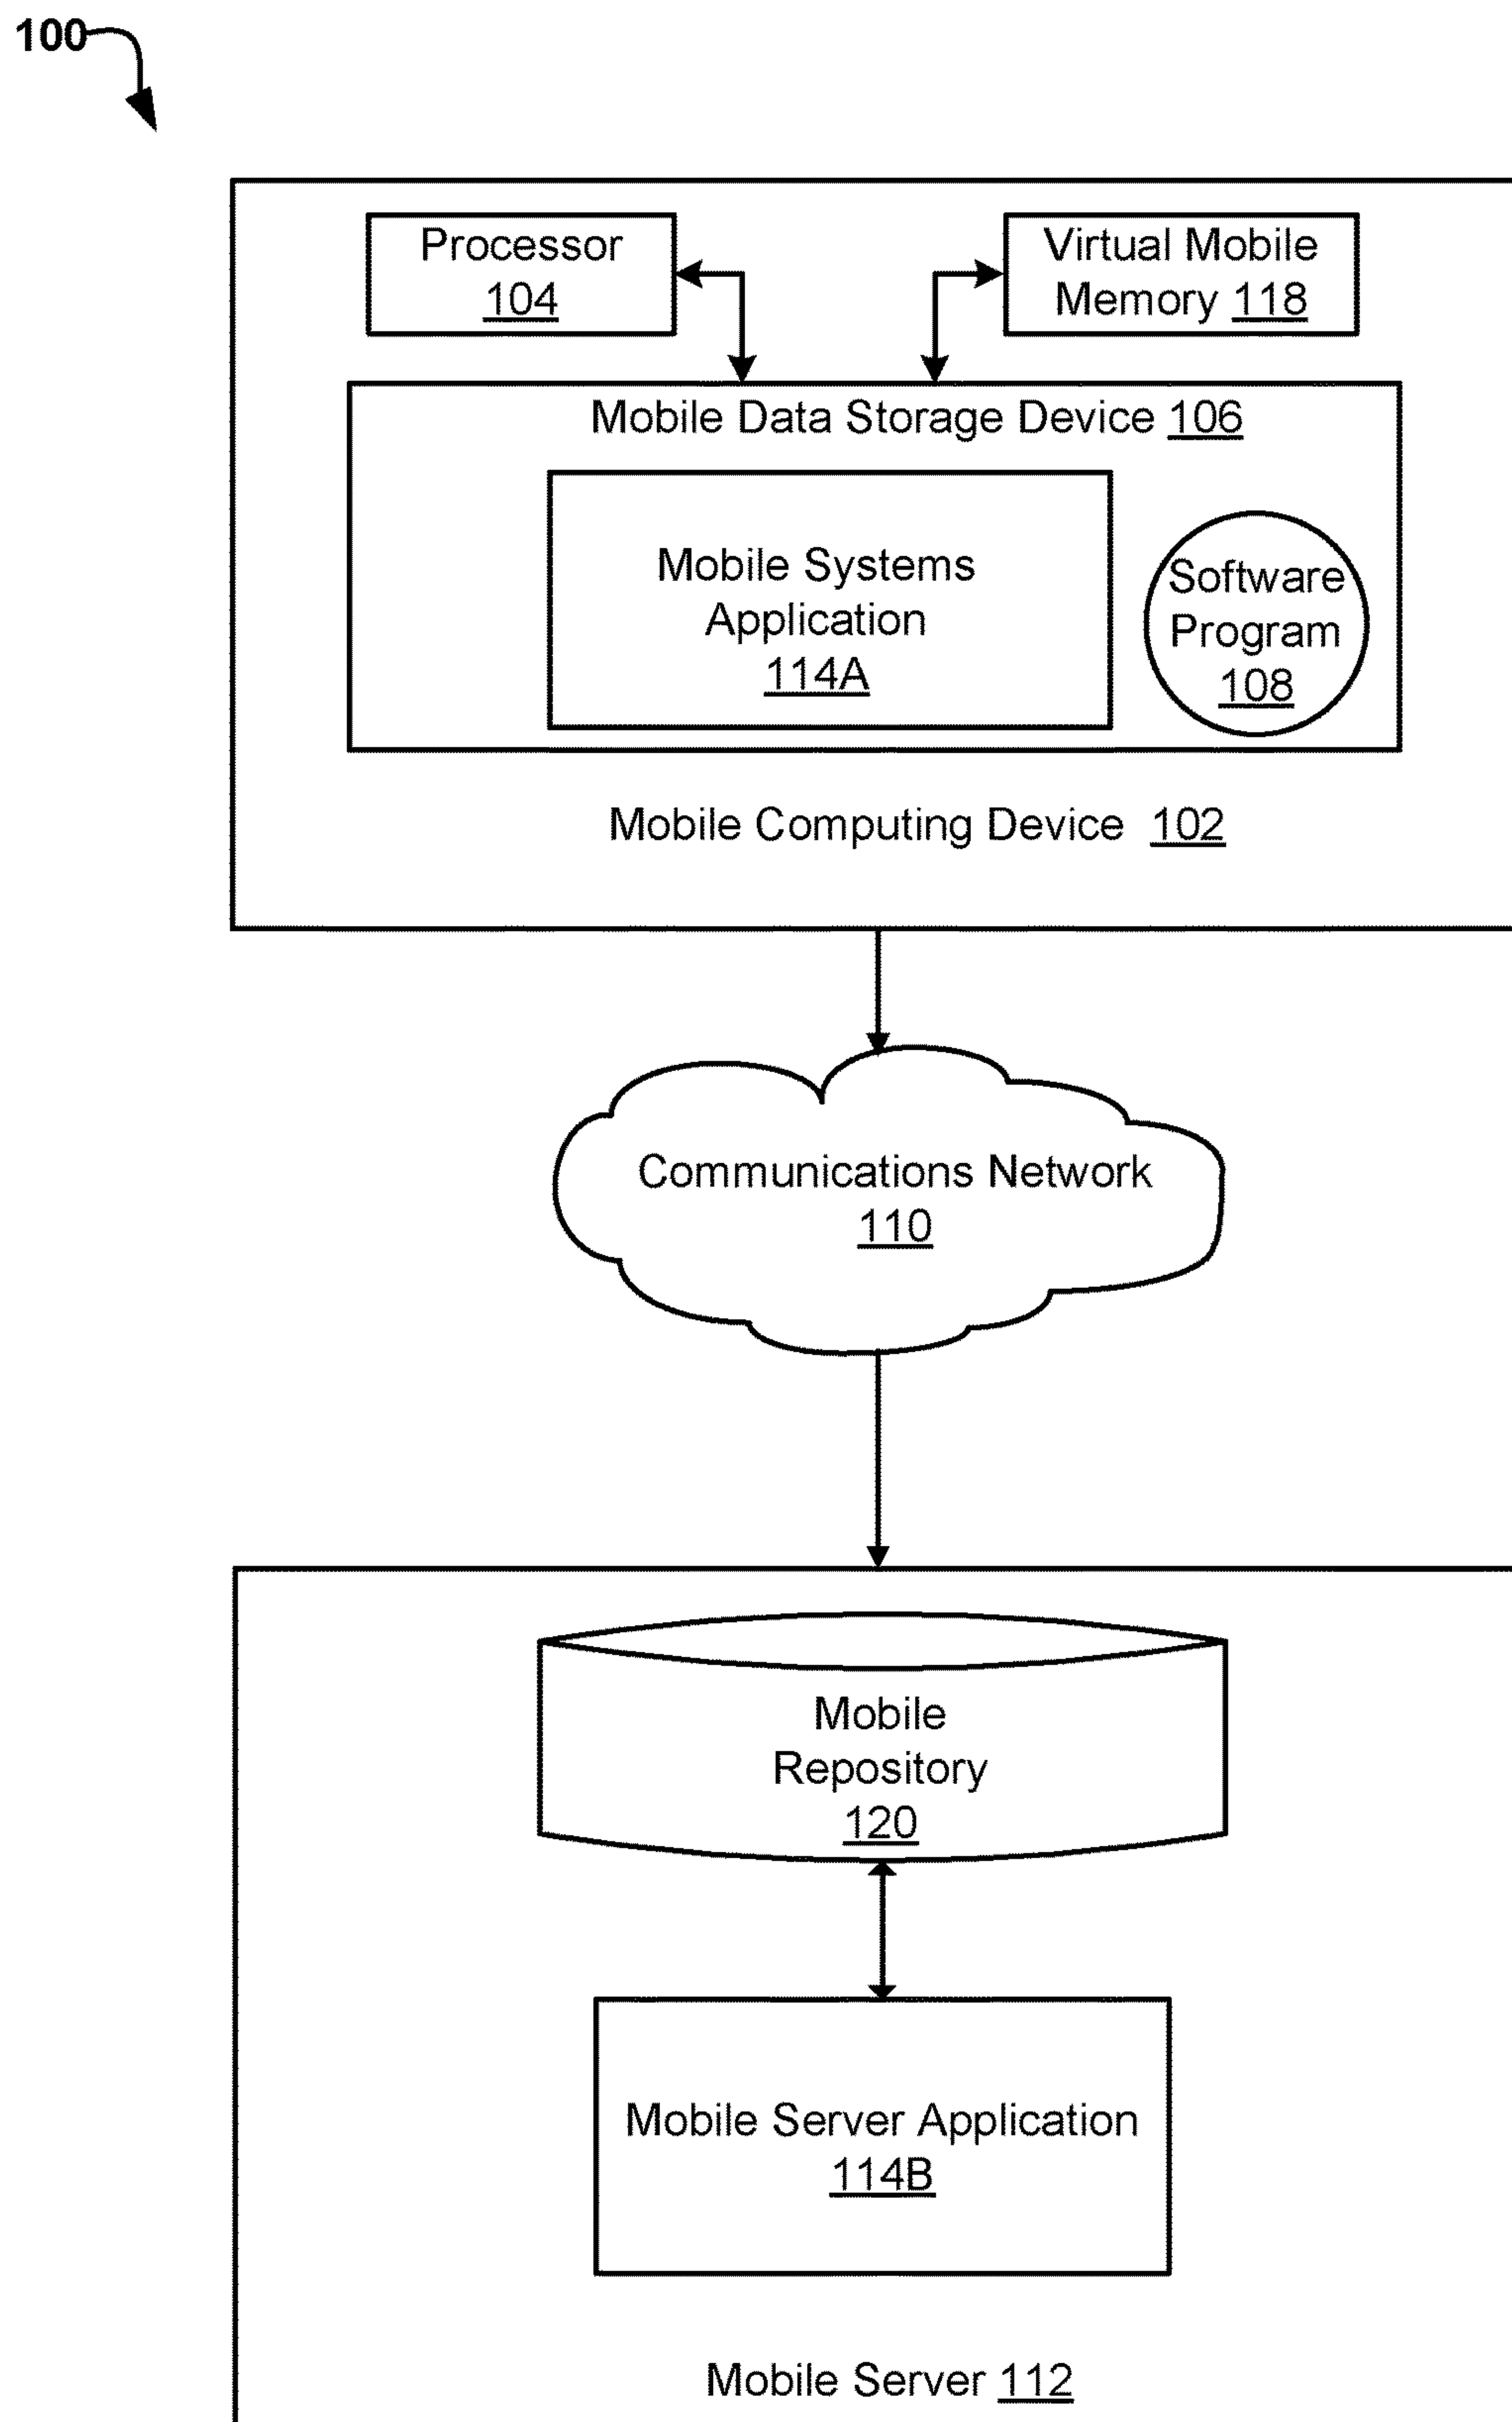 100
Processor
104
Virtual Mobile
Memory 118
Mobile Data Storage Device 106
Mobile Systems
Application
114A
Software
Program
108
Mobile Computing Device 102
Communications Network
110
Mobile
Repository
120
Mobile Server Application
114B
Mobile Server 112